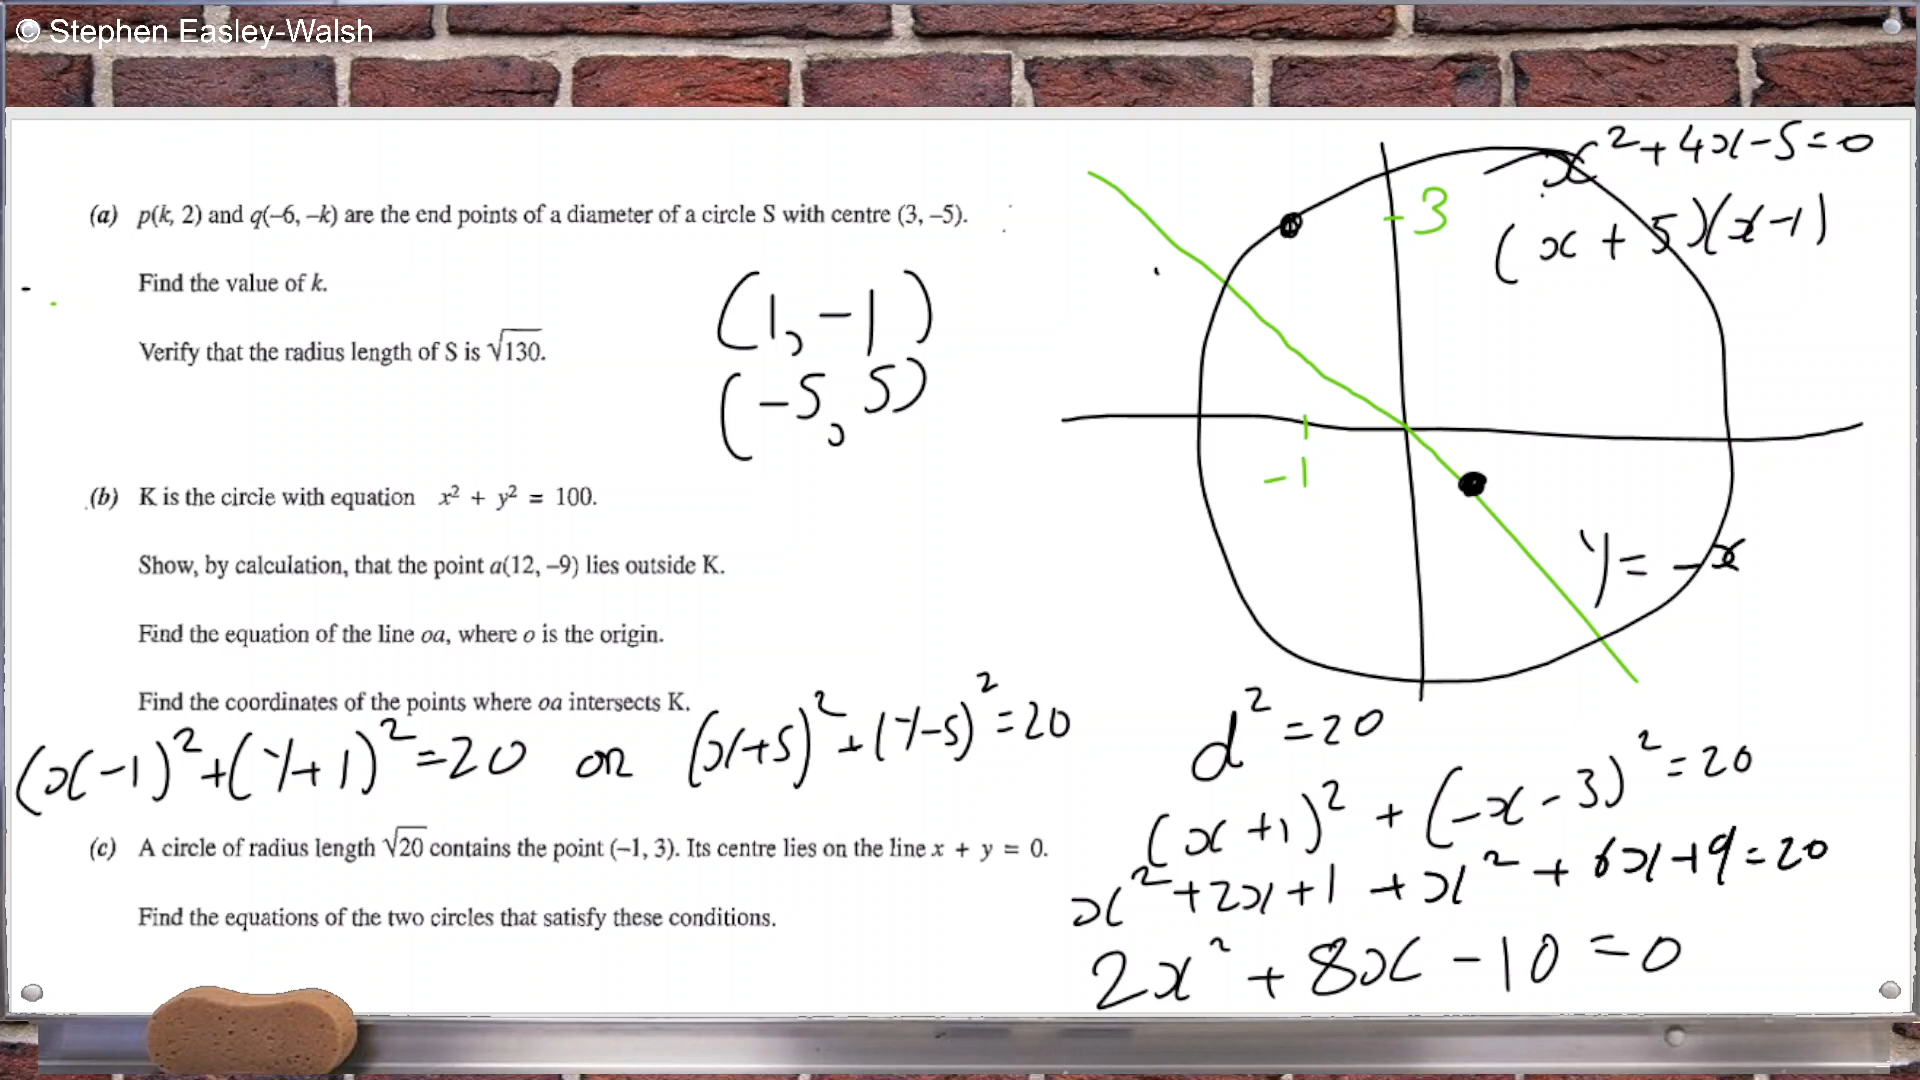 © Stephen Easley-Walsh
(a) p(k, 2) and q(–6, –k) are the end points of a diameter of a circle S with centre (3, –5).
Find the value of k.
Verify that the radius length of S is √130.
(1, -1)
(-5, 5)
(b) K is the circle with equation x² + y² = 100.
Show, by calculation, that the point a(12, –9) lies outside K.
Find the equation of the line oa, where o is the origin.
Find the coordinates of the points where oa intersects K.
(x-1)²+(y+1)²=20 or (x+5)²+(y-5)²=20
(c) A circle of radius length √20 contains the point (–1, 3). Its centre lies on the line x + y = 0.
Find the equations of the two circles that satisfy these conditions.
x²+4x-5=0
(x+5)(x-1)
3
-1
y=-x
d²=20
(x+1)²+(-x-3)²=20
x²+2x+1+x²+6x+9=20
2x²+8x-10=0